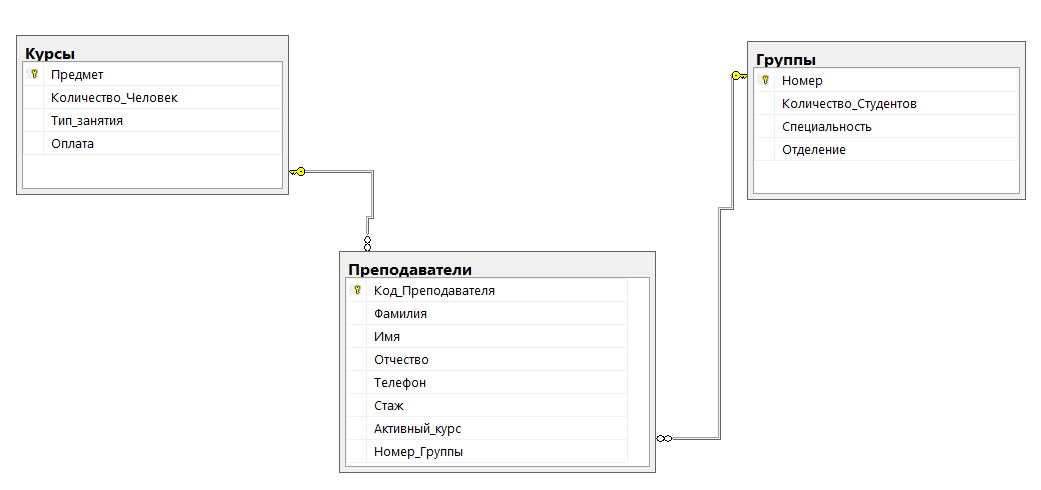 Курсы
Предмет
Количество_Человек
Тип_занятия
Оплата
Группы
Номер
Количество_Студентов
Специальность
Отделение
Преподаватели
Код_Преподавателя
Фамилия
Имя
Отчество
Телефон
Стаж
Активный_курс
Номер_Группы